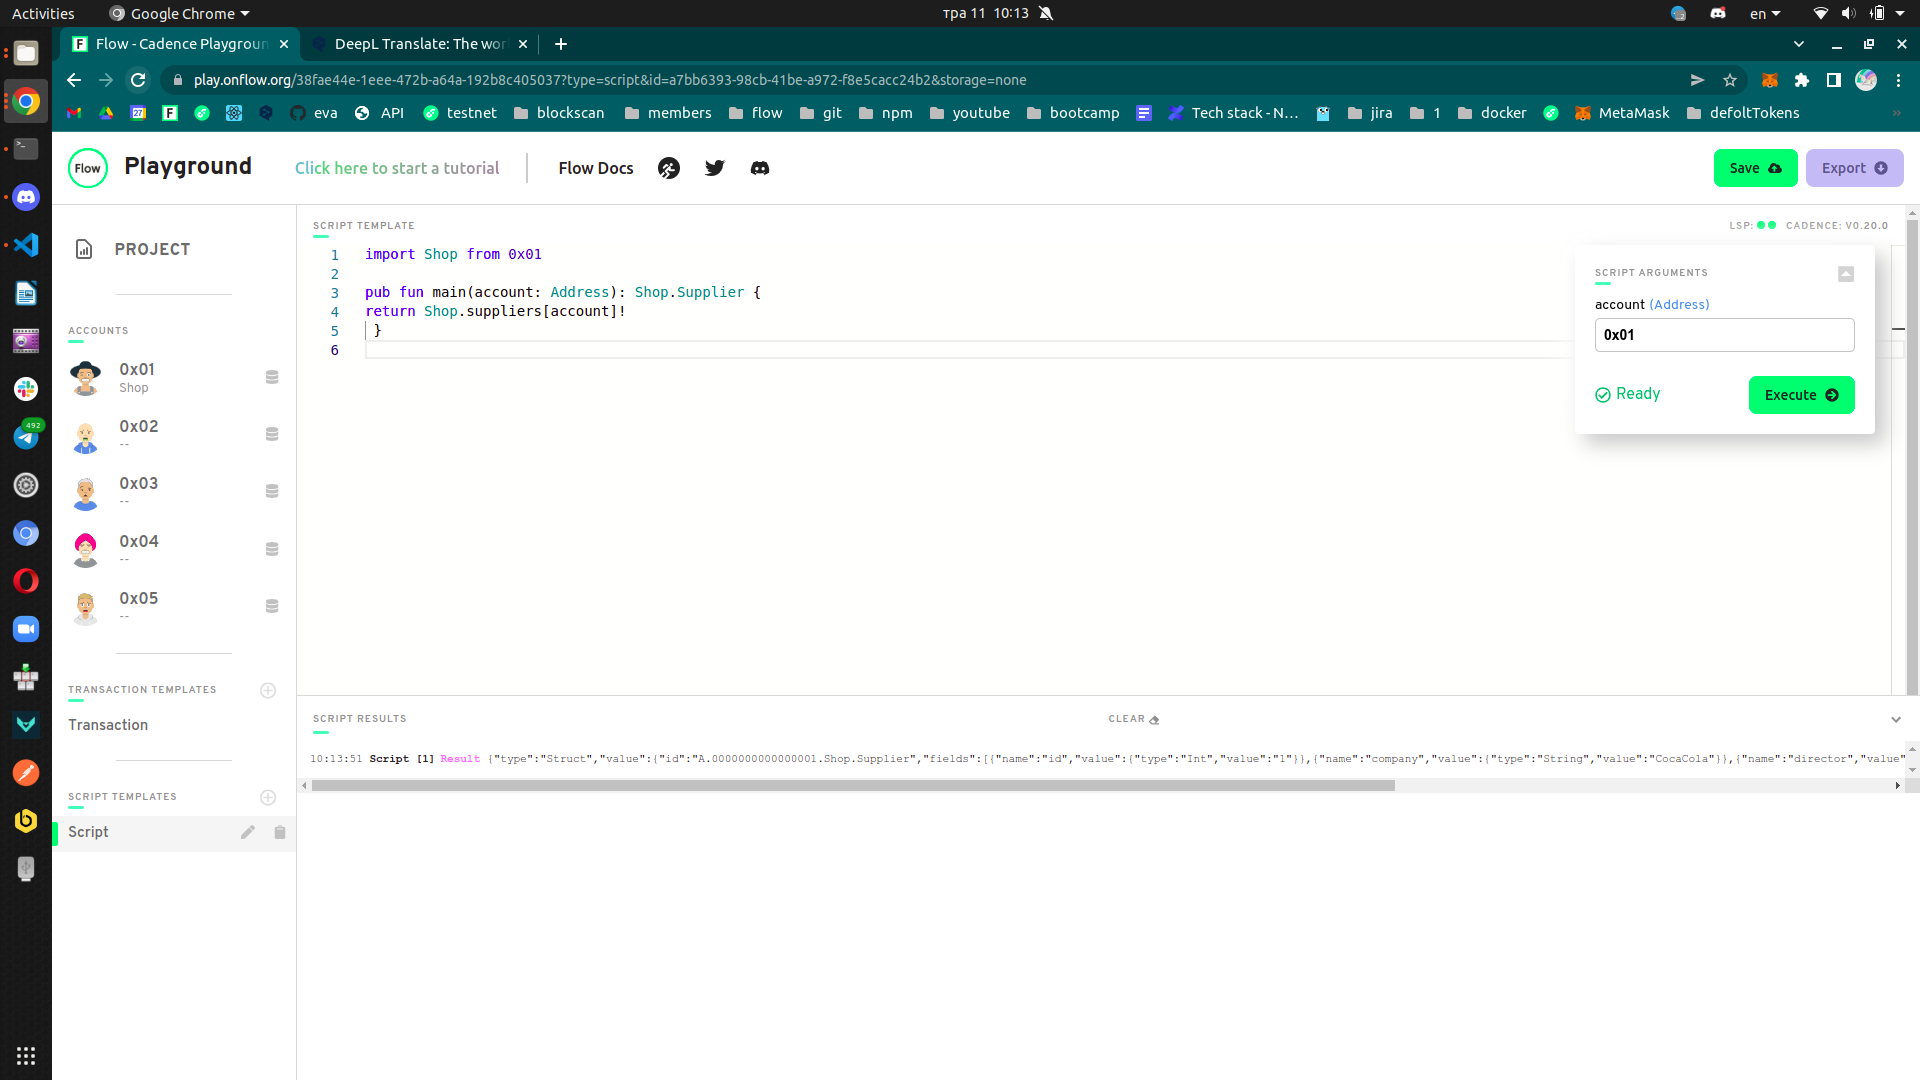 Activities
Google Chrome
тра 11 10:13
en
Flow - Cadence Playgroun
DeepL Translate: The wor
play.onflow.org/38fae44e-1eee-472b-a64a-192b8c405037?type=script&id=a7bb6393-98cb-41be-a972-f8e5cacc24b2&storage=none
27
F
eva
API
testnet
blockscan
members
flow
git
npm
youtube
bootcamp
Tech stack - N…
jira
1
docker
MetaMask
defoltTokens
»
Flow
Playground
Click here to start a tutorial
Flow Docs
Save
Export
PROJECT
ACCOUNTS
0x01
Shop
0x02
--
0x03
--
0x04
--
0x05
--
TRANSACTION TEMPLATES
Transaction
SCRIPT TEMPLATES
Script
492
SCRIPT TEMPLATE
LSP:
CADENCE: V0.20.0
1 import Shop from 0x01
2
3 pub fun main(account: Address): Shop.Supplier {
4 return Shop.suppliers[account]!
5 }
6
SCRIPT ARGUMENTS
account (Address)
0x01
Ready
Execute
SCRIPT RESULTS
CLEAR
10:13:51 Script [1] Result {"type":"Struct","value":{"id":"A.0000000000000001.Shop.Supplier","fields":[{"name":"id","value":{"type":"Int","value":"1"}},{"name":"company","value":{"type":"String","value":"CocaCola"}},{"name":"director","value"